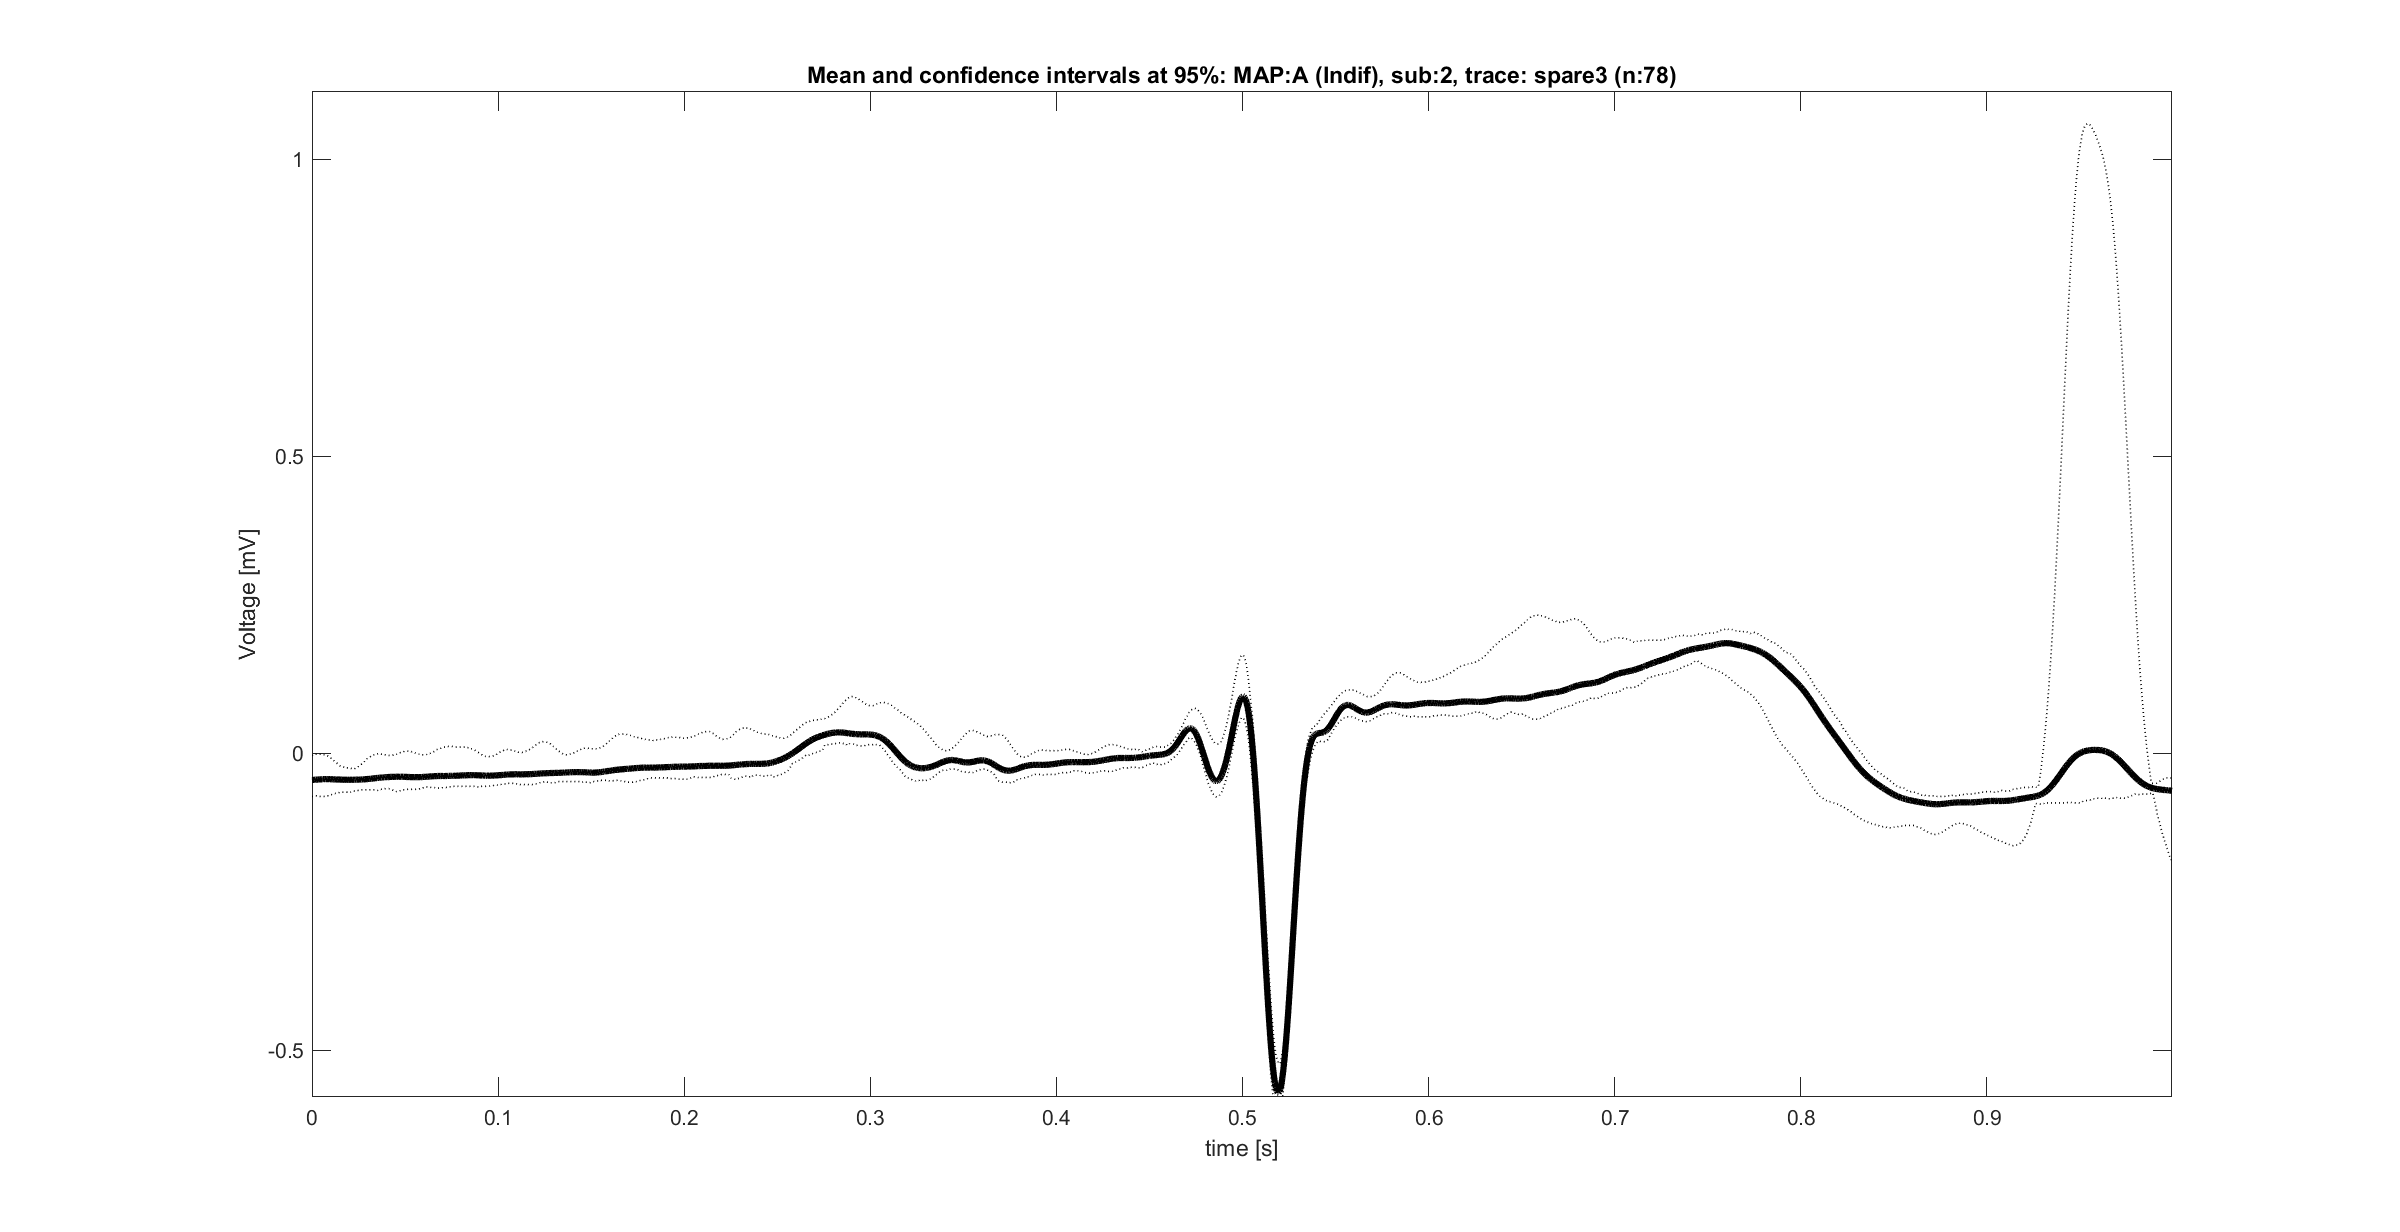 Mean and confidence intervals at 95%: MAP:A (Indif), sub:2, trace: spare3 (n:78)
1
0.5
0
-0.5
Voltage [mV]
0 0.1 0.2 0.3 0.4 0.5 0.6 0.7 0.8 0.9
time [s]